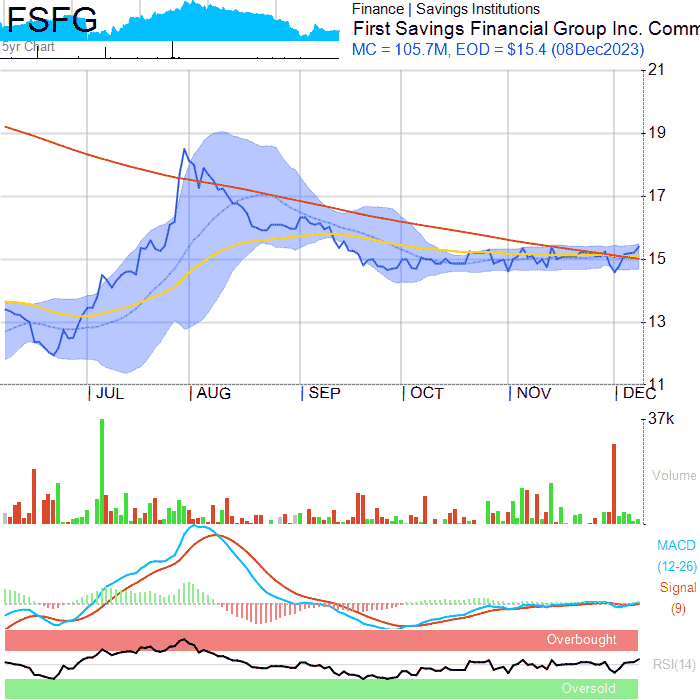 FSFG
5yr Chart
Finance | Savings Institutions
First Savings Financial Group Inc. Comm
MC = 105.7M, EOD = $15.4 (08Dec2023)
21
19
17
15
13
11
JUL AUG SEP OCT NOV DEC
37k
Volume
MACD
(12-26)
Signal
(9)
Overbought
RSI(14)
Oversold